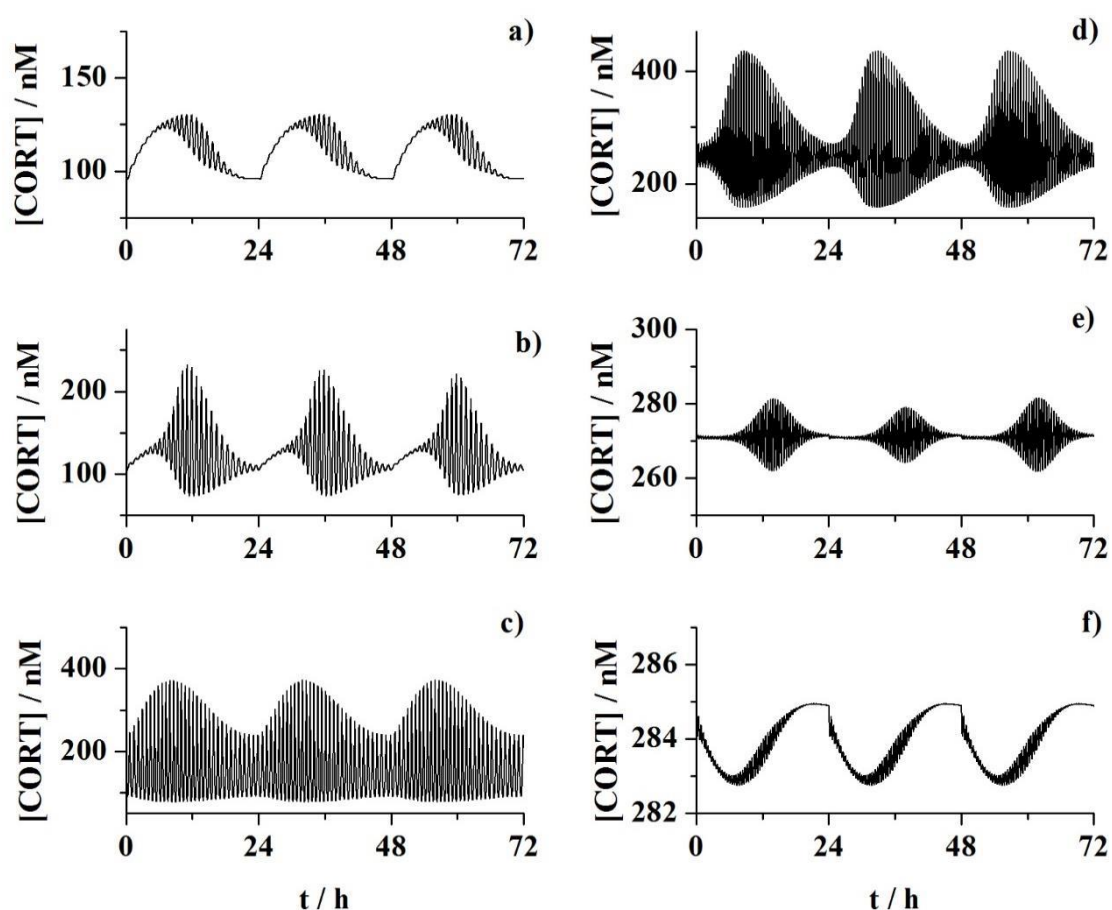 a)
[CORT] / nM
150
100
0 24 48 72
b)
[CORT] / nM
200
100
0 24 48 72
c)
[CORT] / nM
400
200
0 24 48 72
t / h
d)
[CORT] / nM
400
200
0 24 48 72
e)
[CORT] / nM
300
280
260
0 24 48 72
f)
[CORT] / nM
286
284
282
0 24 48 72
t / h